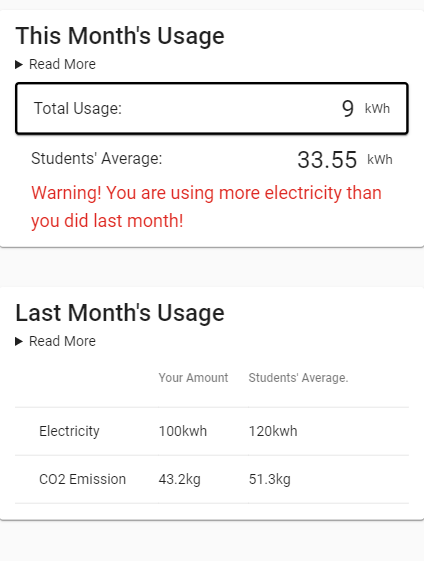 This Month's Usage
Read More
Total Usage: 9 kWh
Students' Average: 33.55 kWh
Warning! You are using more electricity than
you did last month!
Last Month's Usage
Read More
Your Amount Students' Average.
Electricity 100kwh 120kwh
CO2 Emission 43.2kg 51.3kg